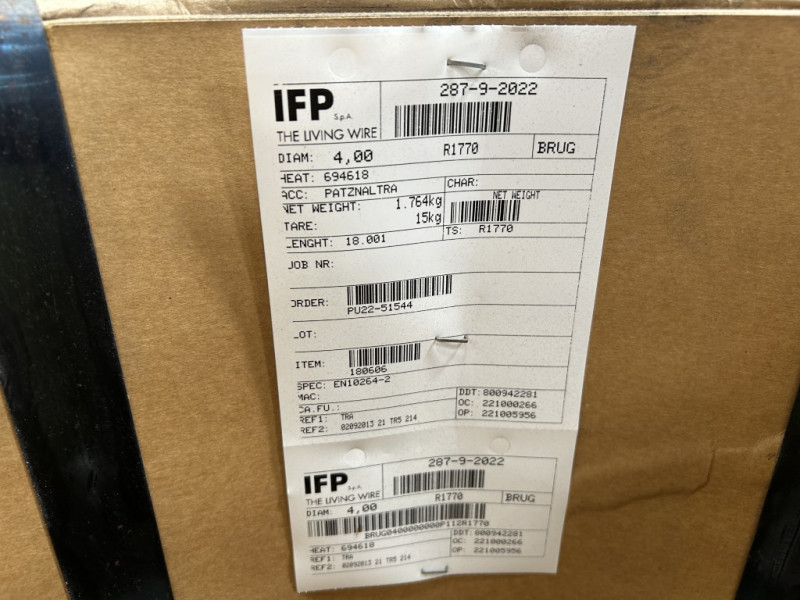 287-9-2022
IFP S.p.A.
THE LIVING WIRE
DIAM: 4,00 R1770 BRUG
HEAT: 694618
ACC: PATZNALTRA CHAR:
NET WEIGHT: 1.764kg NET WEIGHT
TARE: 15kg
LENGHT: 18.001 TS: R1770
JOB NR:
ORDER: PU22-51544
LOT:
ITEM: 180606
SPEC: EN10264-2
MAC: DDT: 800942281
CA.FU.: OC: 221000266
REF1: TRA OP: 221005956
REF2: 02092013 21 TR5 214
287-9-2022
IFP S.p.A.
THE LIVING WIRE
R1770 BRUG
DIAM: 4,00
BRUG0400000000P112R1770
HEAT: 694618 DDT: 800942281
REF1: TRA OC: 221000266
REF2: 02092013 21 TR5 214 OP: 221005956